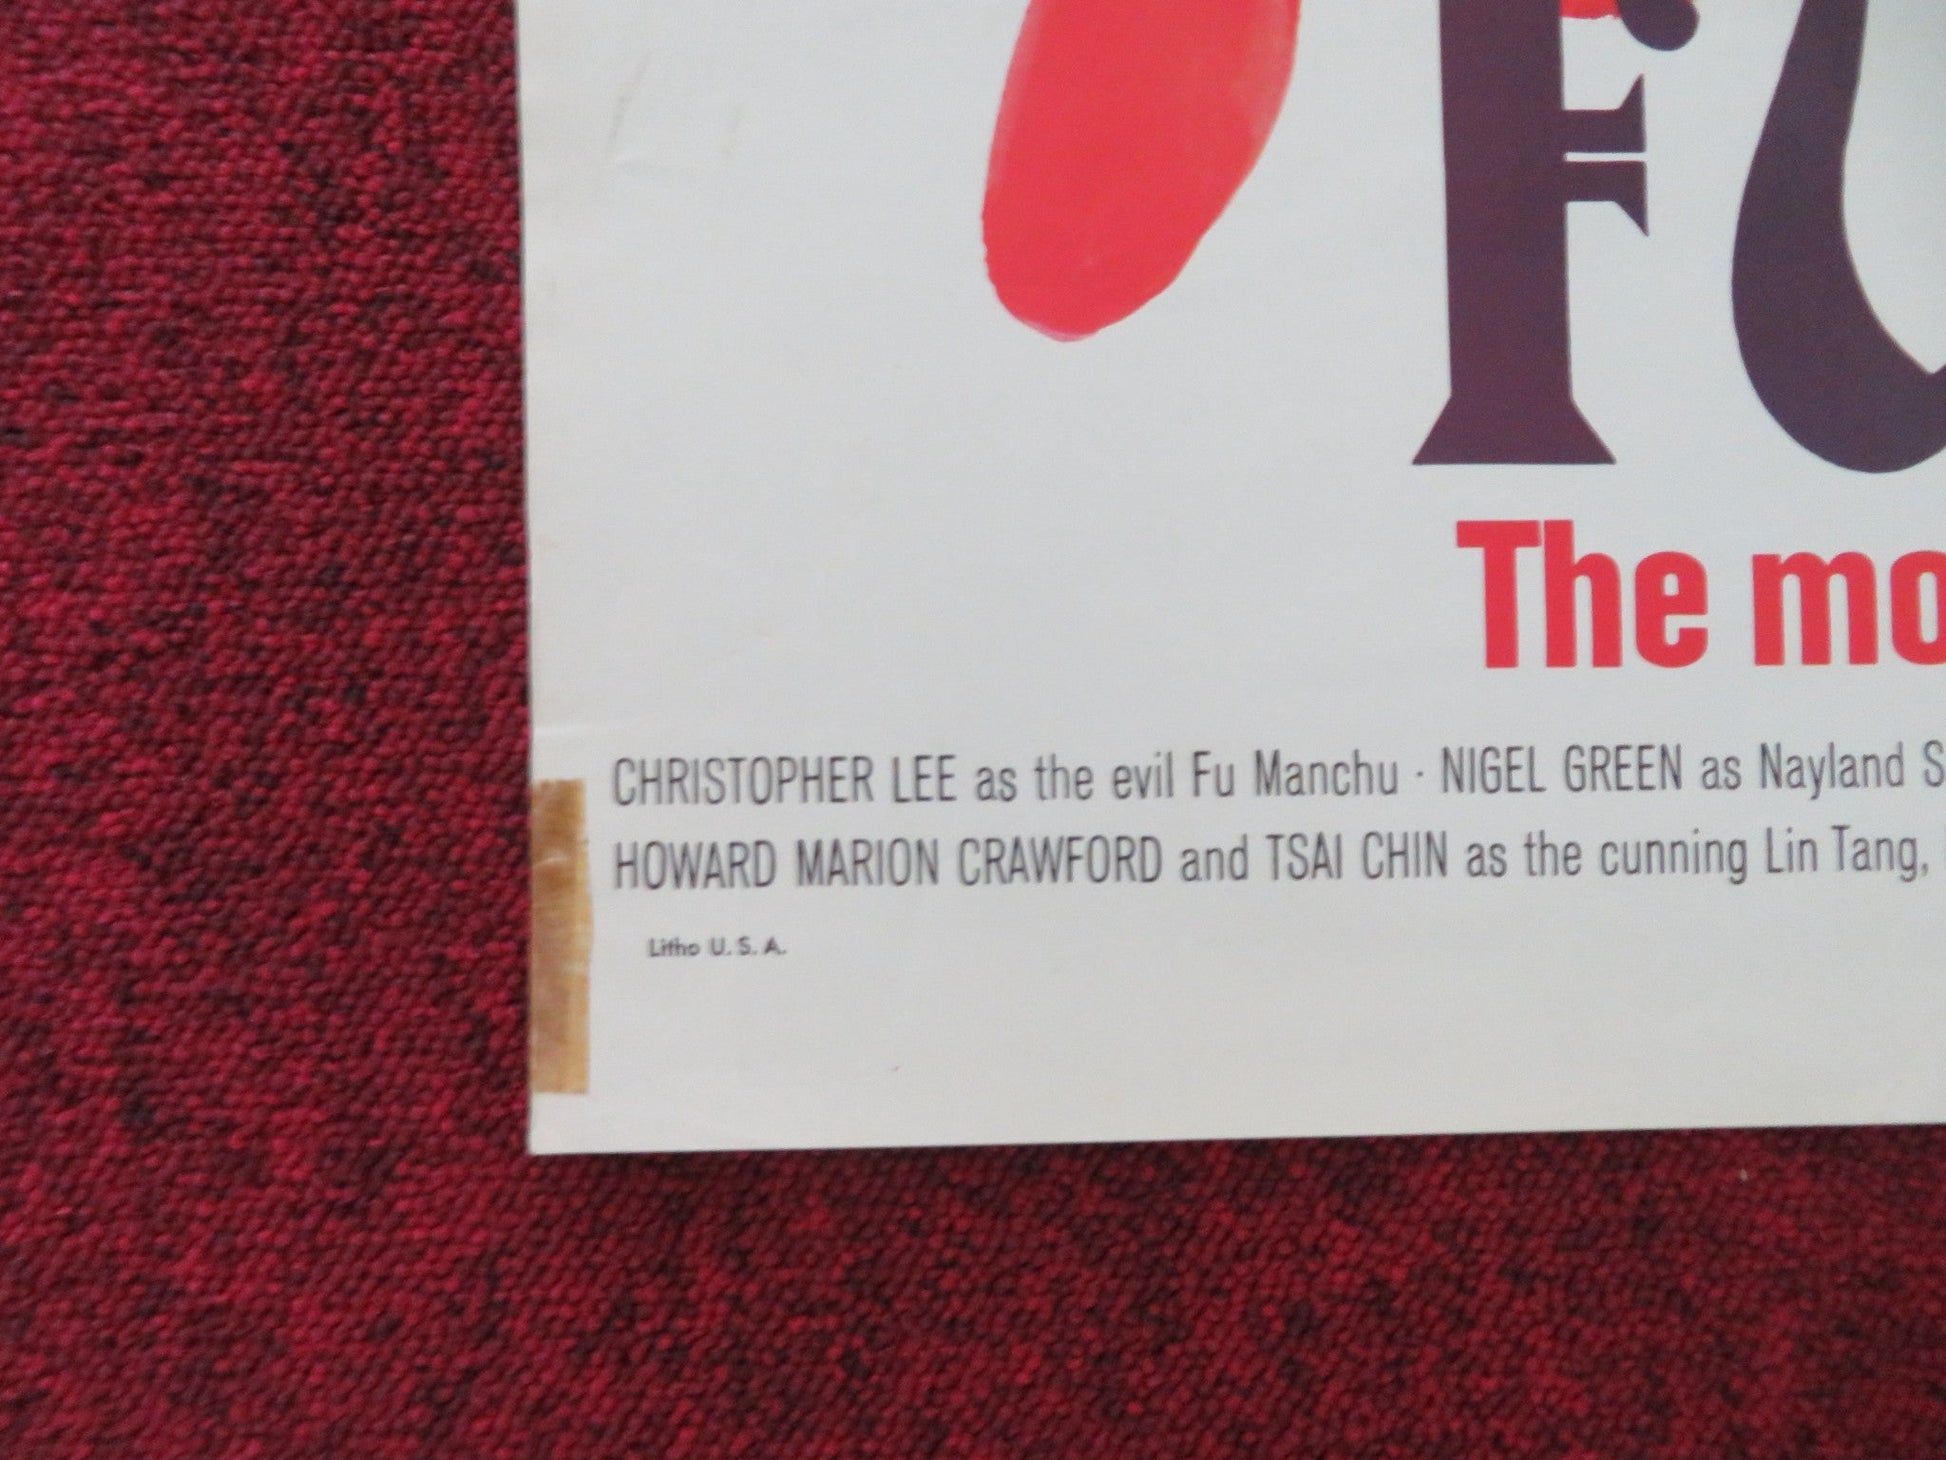 FU
The mo
CHRISTOPHER LEE as the evil Fu Manchu · NIGEL GREEN as Nayland S
HOWARD MARION CRAWFORD and TSAI CHIN as the cunning Lin Tang,
Litho U. S. A.